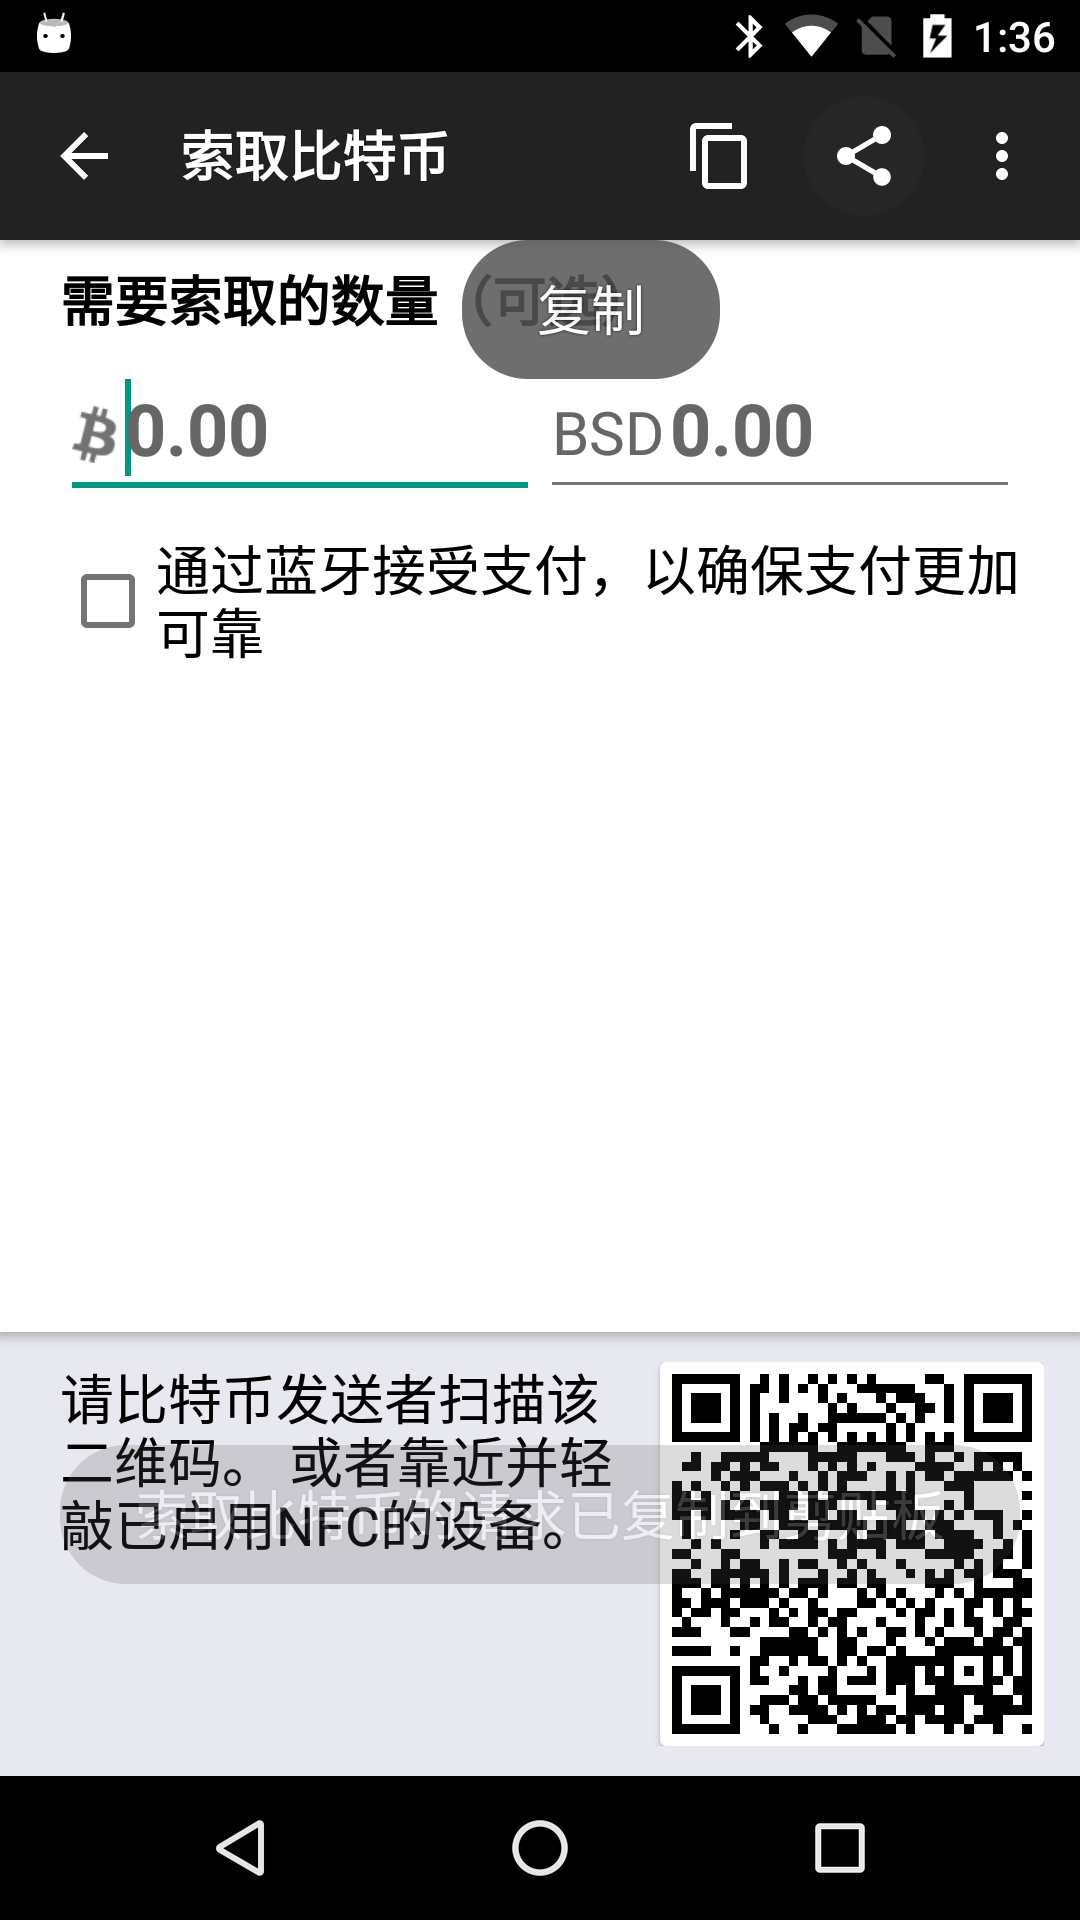 1:36
索取比特币
需要索取的数量（可选）
复制
0.00
BSD 0.00
通过蓝牙接受支付，以确保支付更加
可靠
请比特币发送者扫描该
二维码。 或者靠近并轻
敲已启用NFC的设备。
索取比特币的请求已复制到剪贴板